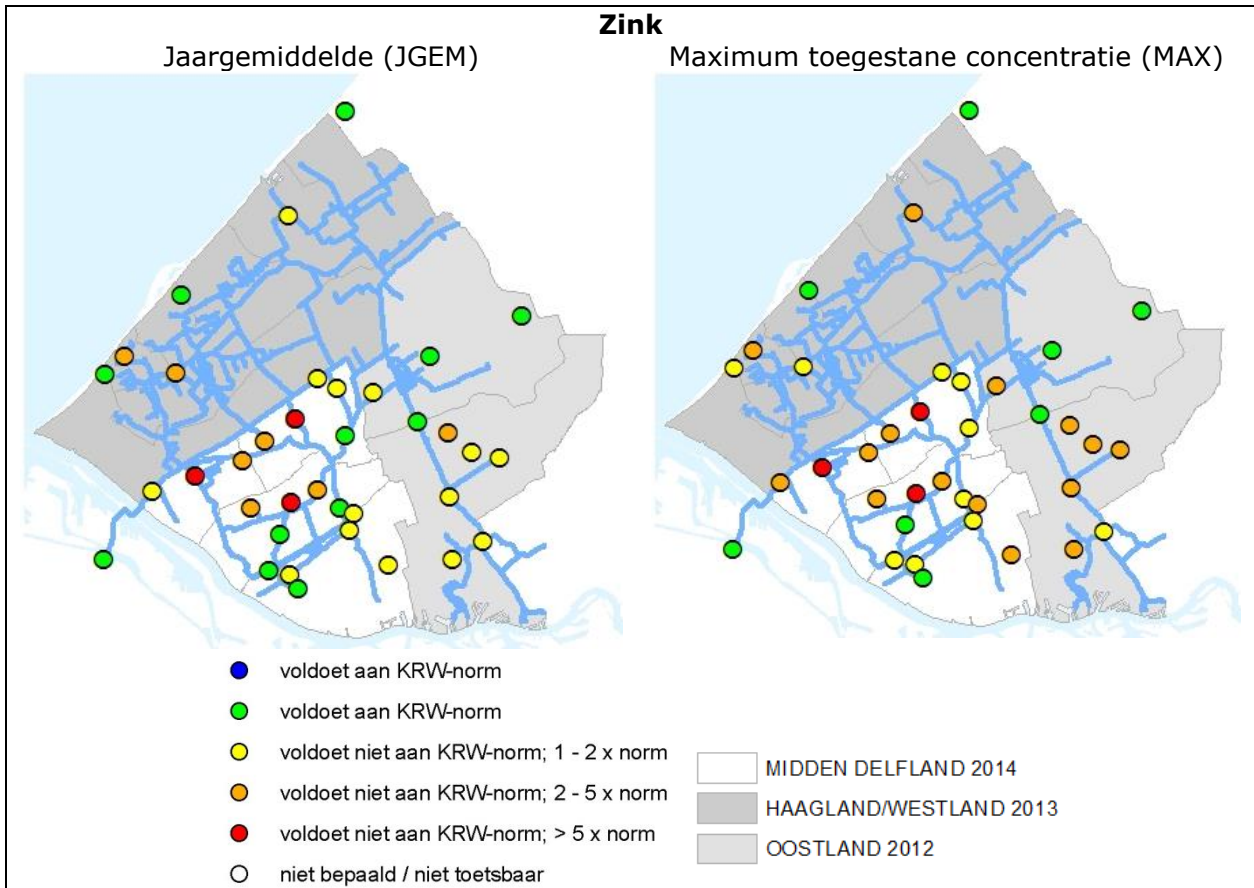 Zink
Jaargemiddelde (JGEM)
Maximum toegestane concentratie (MAX)
voldoet aan KRW-norm
voldoet aan KRW-norm
voldoet niet aan KRW-norm; 1 - 2 x norm
voldoet niet aan KRW-norm; 2 - 5 x norm
voldoet niet aan KRW-norm; > 5 x norm
niet bepaald / niet toetsbaar
MIDDEN DELFLAND 2014
HAAGLAND/WESTLAND 2013
OOSTLAND 2012